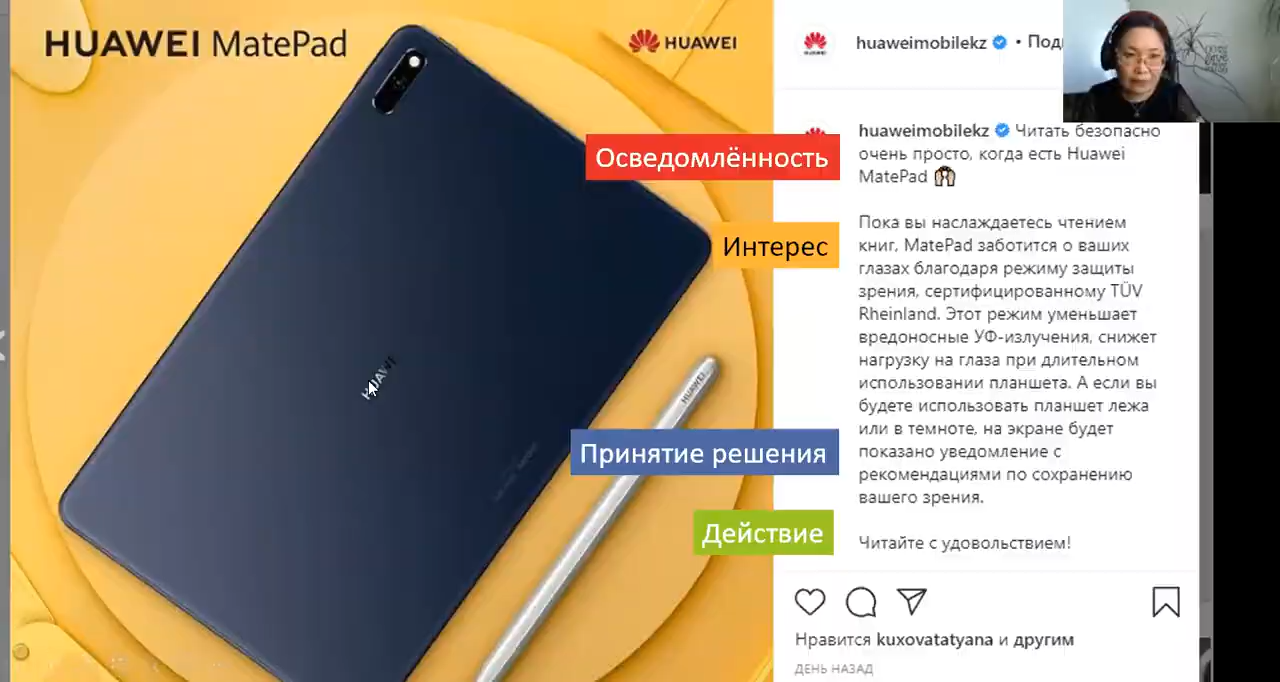 HUAWEI MatePad
HUAWEI
HUAWEI
huaweimobilekz • Под
huaweimobilekz Читать безопасно
очень просто, когда есть Huawei
MatePad
Осведомлённость
Интерес
Пока вы наслаждаетесь чтением
книг, MatePad заботится о ваших
глазах благодаря режиму защиты
зрения, сертифицированному TÜV
Rheinland. Этот режим уменьшает
вредоносные УФ-излучения, снижет
нагрузку на глаза при длительном
использовании планшета. А если вы
будете использовать планшет лежа
или в темноте, на экране будет
показано уведомление с
рекомендациями по сохранению
вашего зрения.
Принятие решения
Действие
Читайте с удовольствием!
HUAWEI
HUAWEI
Нравится kuxovatatyana и другим
ДЕНЬ НАЗАД